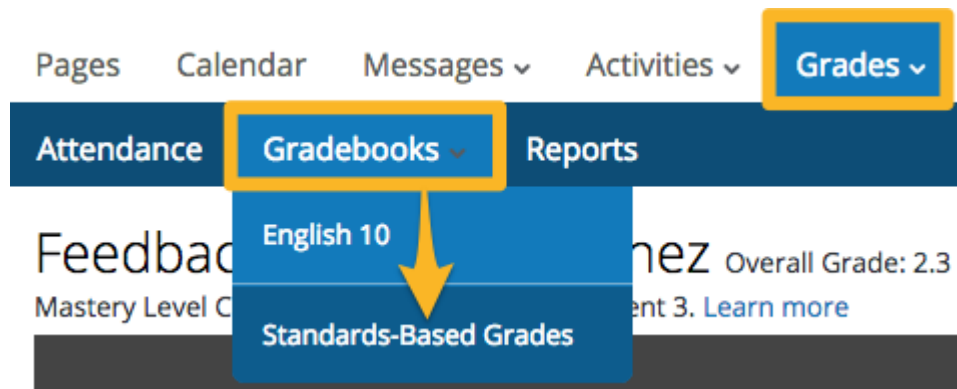 Pages Calendar Messages Activities Grades
Attendance Gradebooks Reports
English 10
Feedbac nez Overall Grade: 2.3
Mastery Level C ent 3. Learn more
Standards-Based Grades